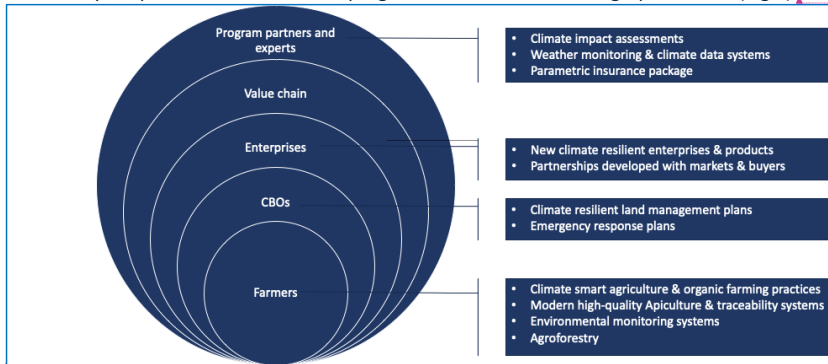 Program partners and
experts
• Climate impact assessments
• Weather monitoring & climate data systems
• Parametric insurance package
Value chain
Enterprises
• New climate resilient enterprises & products
• Partnerships developed with markets & buyers
CBOs
• Climate resilient land management plans
• Emergency response plans
Farmers
• Climate smart agriculture & organic farming practices
• Modern high-quality Apiculture & traceability systems
• Environmental monitoring systems
• Agroforestry